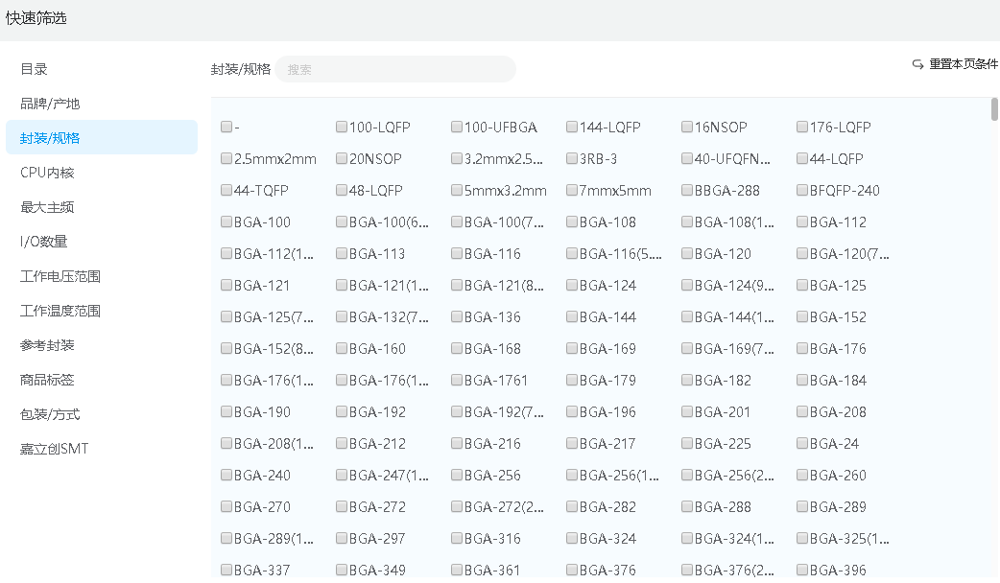 快速筛选
目录
品牌/产地
封装/规格
CPU内核
最大主频
I/O数量
工作电压范围
工作温度范围
参考封装
商品标签
包装/方式
嘉立创SMT
封装/规格 搜索 重置本页条件
- 100-LQFP 100-UFBGA 144-LQFP 16NSOP 176-LQFP
2.5mmx2mm 20NSOP 3.2mmx2.5... 3RB-3 40-UFQFN... 44-LQFP
44-TQFP 48-LQFP 5mmx3.2mm 7mmx5mm BBGA-288 BFQFP-240
BGA-100 BGA-100(6... BGA-100(7... BGA-108 BGA-108(1... BGA-112
BGA-112(1... BGA-113 BGA-116 BGA-116(5.... BGA-120 BGA-120(7...
BGA-121 BGA-121(1... BGA-121(8... BGA-124 BGA-124(9... BGA-125
BGA-125(7... BGA-132(7... BGA-136 BGA-144 BGA-144(1... BGA-152
BGA-152(8... BGA-160 BGA-168 BGA-169 BGA-169(7... BGA-176
BGA-176(1... BGA-176(1... BGA-1761 BGA-179 BGA-182 BGA-184
BGA-190 BGA-192 BGA-192(7... BGA-196 BGA-201 BGA-208
BGA-208(1... BGA-212 BGA-216 BGA-217 BGA-225 BGA-24
BGA-240 BGA-247(1... BGA-256 BGA-256(1... BGA-256(2... BGA-260
BGA-270 BGA-272 BGA-272(2... BGA-282 BGA-288 BGA-289
BGA-289(1... BGA-297 BGA-316 BGA-324 BGA-324(1... BGA-325(1...
BGA-337 BGA-349 BGA-361 BGA-376 BGA-376(2... BGA-396